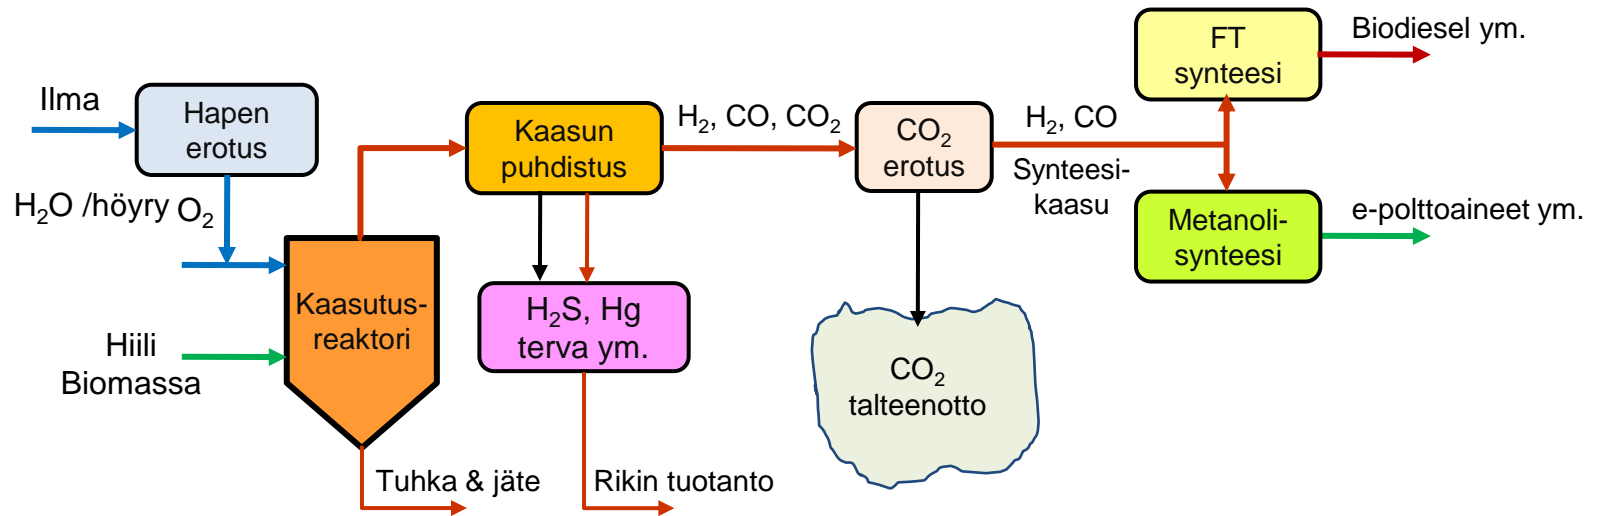 Ilma
Hapen
erotus
H₂O /höyry O₂
Hiili
Biomassa
Kaasutus-
reaktori
Tuhka & jäte
Kaasun
puhdistus
H₂S, Hg
terva ym.
Rikin tuotanto
H₂, CO, CO₂
CO₂
erotus
CO₂
talteenotto
H₂, CO
Synteesi-
kaasu
FT
synteesi
Biodiesel ym.
Metanoli-
synteesi
e-polttoaineet ym.